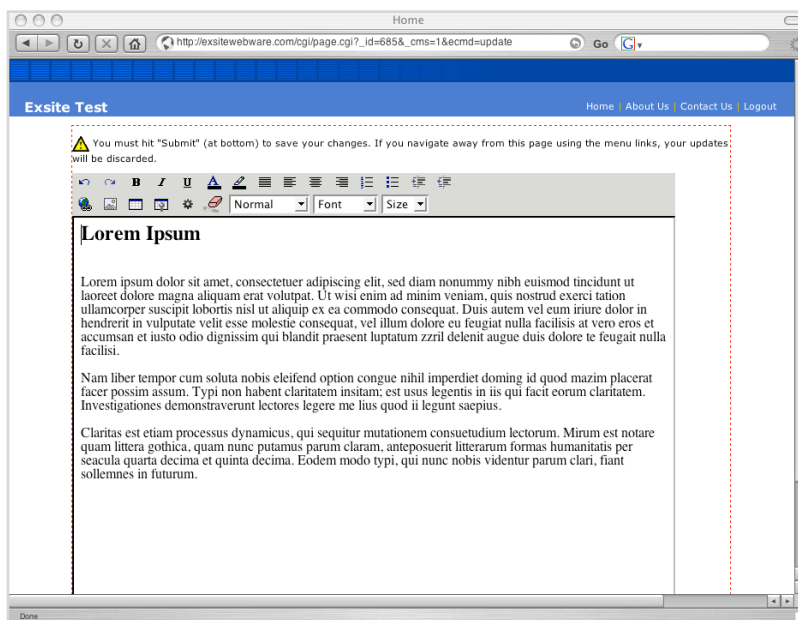 Home
http://exsitewebware.com/cgi/page.cgi?_id=685&_cms=1&ecmd=update
Go
G
Exsite Test
Home | About Us | Contact Us | Logout
You must hit "Submit" (at bottom) to save your changes. If you navigate away from this page using the menu links, your updates
will be discarded.
B I U A
Normal Font Size
Lorem Ipsum
Lorem ipsum dolor sit amet, consectetuer adipiscing elit, sed diam nonummy nibh euismod tincidunt ut
laoreet dolore magna aliquam erat volutpat. Ut wisi enim ad minim veniam, quis nostrud exerci tation
ullamcorper suscipit lobortis nisl ut aliquip ex ea commodo consequat. Duis autem vel eum iriure dolor in
hendrerit in vulputate velit esse molestie consequat, vel illum dolore eu feugiat nulla facilisis at vero eros et
accumsan et iusto odio dignissim qui blandit praesent luptatum zzril delenit augue duis dolore te feugait nulla
facilisi.
Nam liber tempor cum soluta nobis eleifend option congue nihil imperdiet doming id quod mazim placerat
facer possim assum. Typi non habent claritatem insitam; est usus legentis in iis qui facit eorum claritatem.
Investigationes demonstraverunt lectores legere me lius quod ii legunt saepius.
Claritas est etiam processus dynamicus, qui sequitur mutationem consuetudium lectorum. Mirum est notare
quam littera gothica, quam nunc putamus parum claram, anteposuerit litterarum formas humanitatis per
seacula quarta decima et quinta decima. Eodem modo typi, qui nunc nobis videntur parum clari, fiant
sollemnes in futurum.
Done